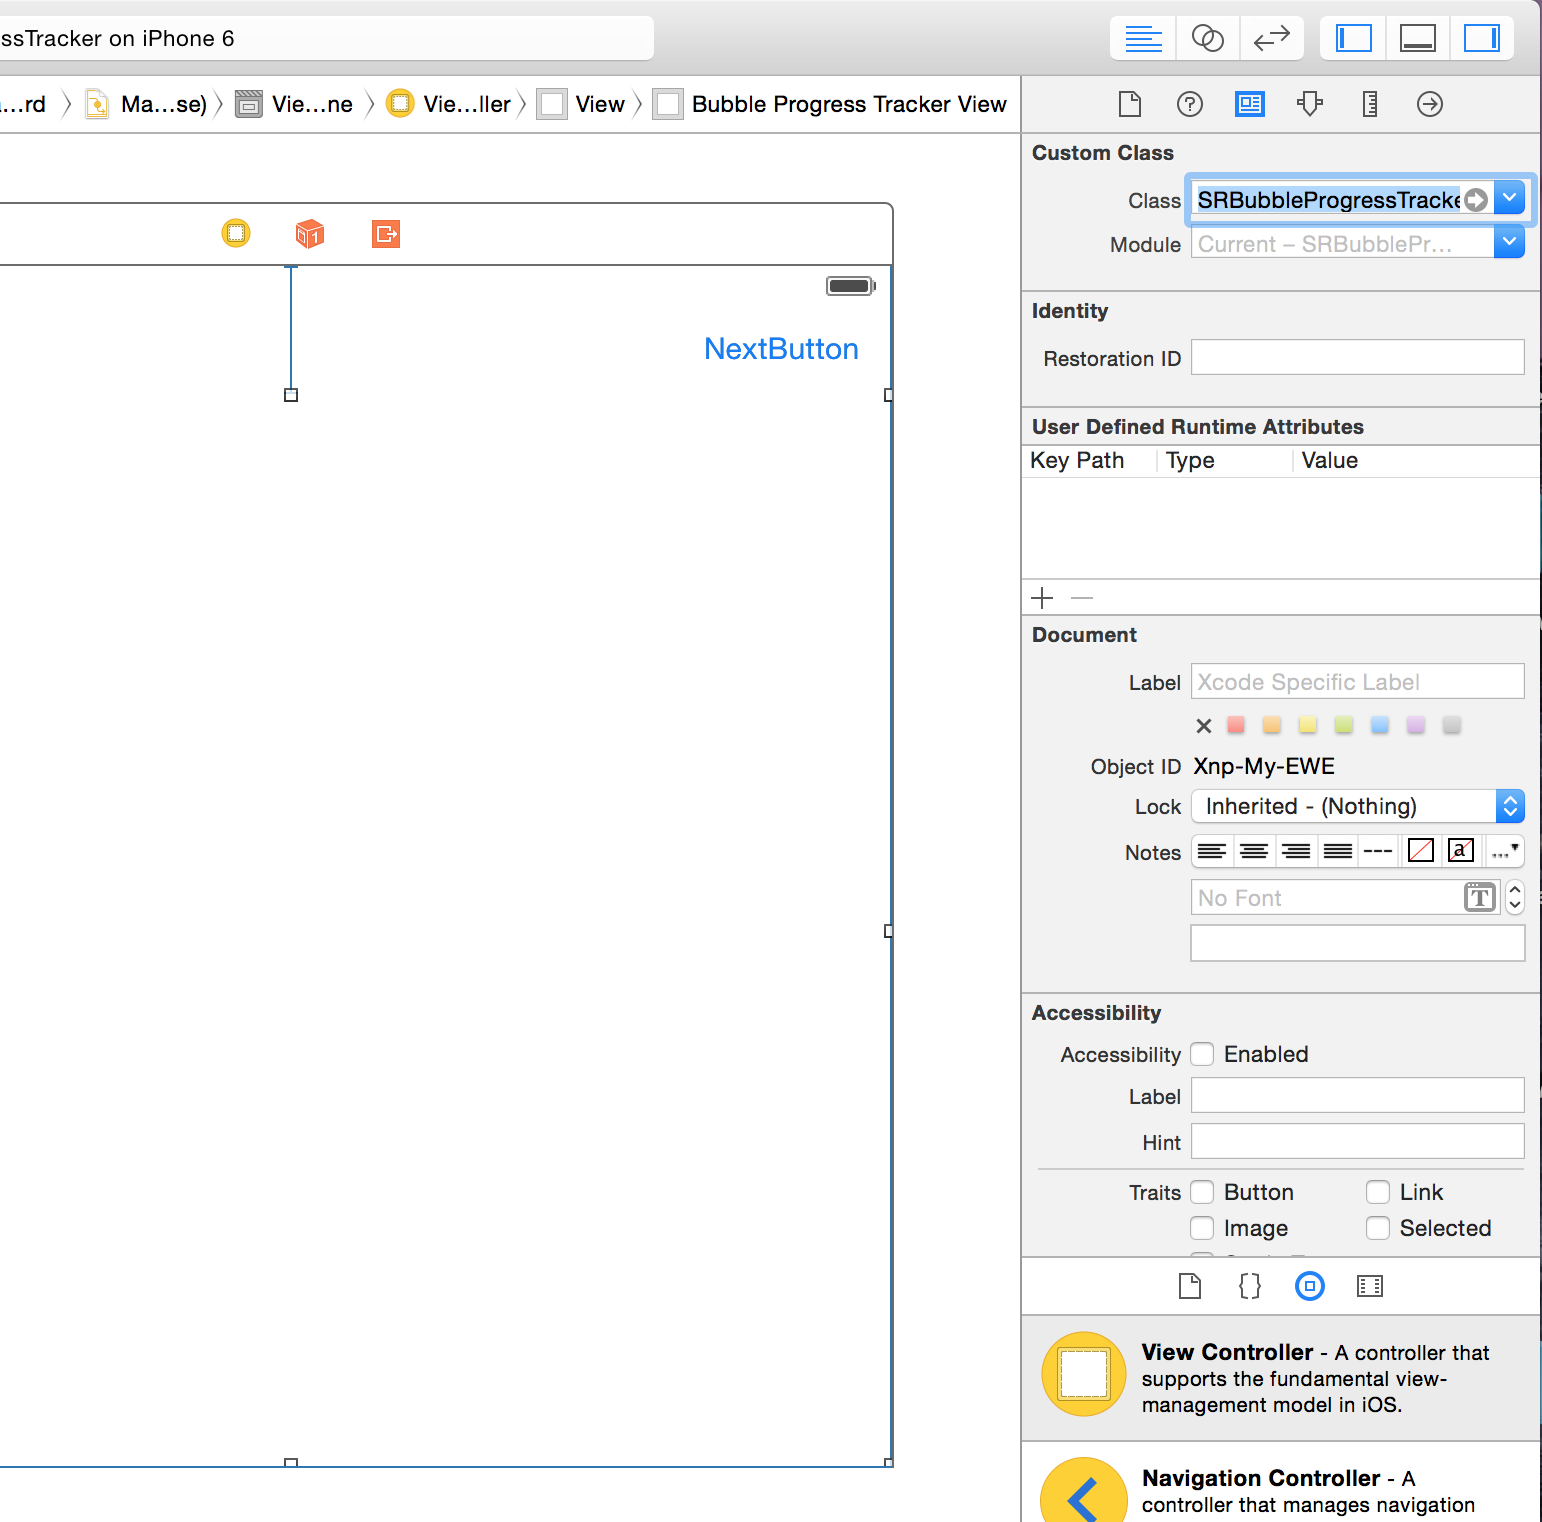 ssTracker on iPhone 6
...rd Ma...se) Vie...ne Vie...ller View Bubble Progress Tracker View
Custom Class
Class SRBubbleProgressTracke
Module Current – SRBubblePr...
1
NextButton
Identity
Restoration ID
User Defined Runtime Attributes
Key Path Type Value
Document
Label Xcode Specific Label
Object ID Xnp-My-EWE
Lock Inherited - (Nothing)
Notes --- a ...
No Font T
Accessibility
Accessibility Enabled
Label
Hint
Traits Button Link
Image Selected
{}
View Controller - A controller that
supports the fundamental view-
management model in iOS.
Navigation Controller - A
controller that manages navigation